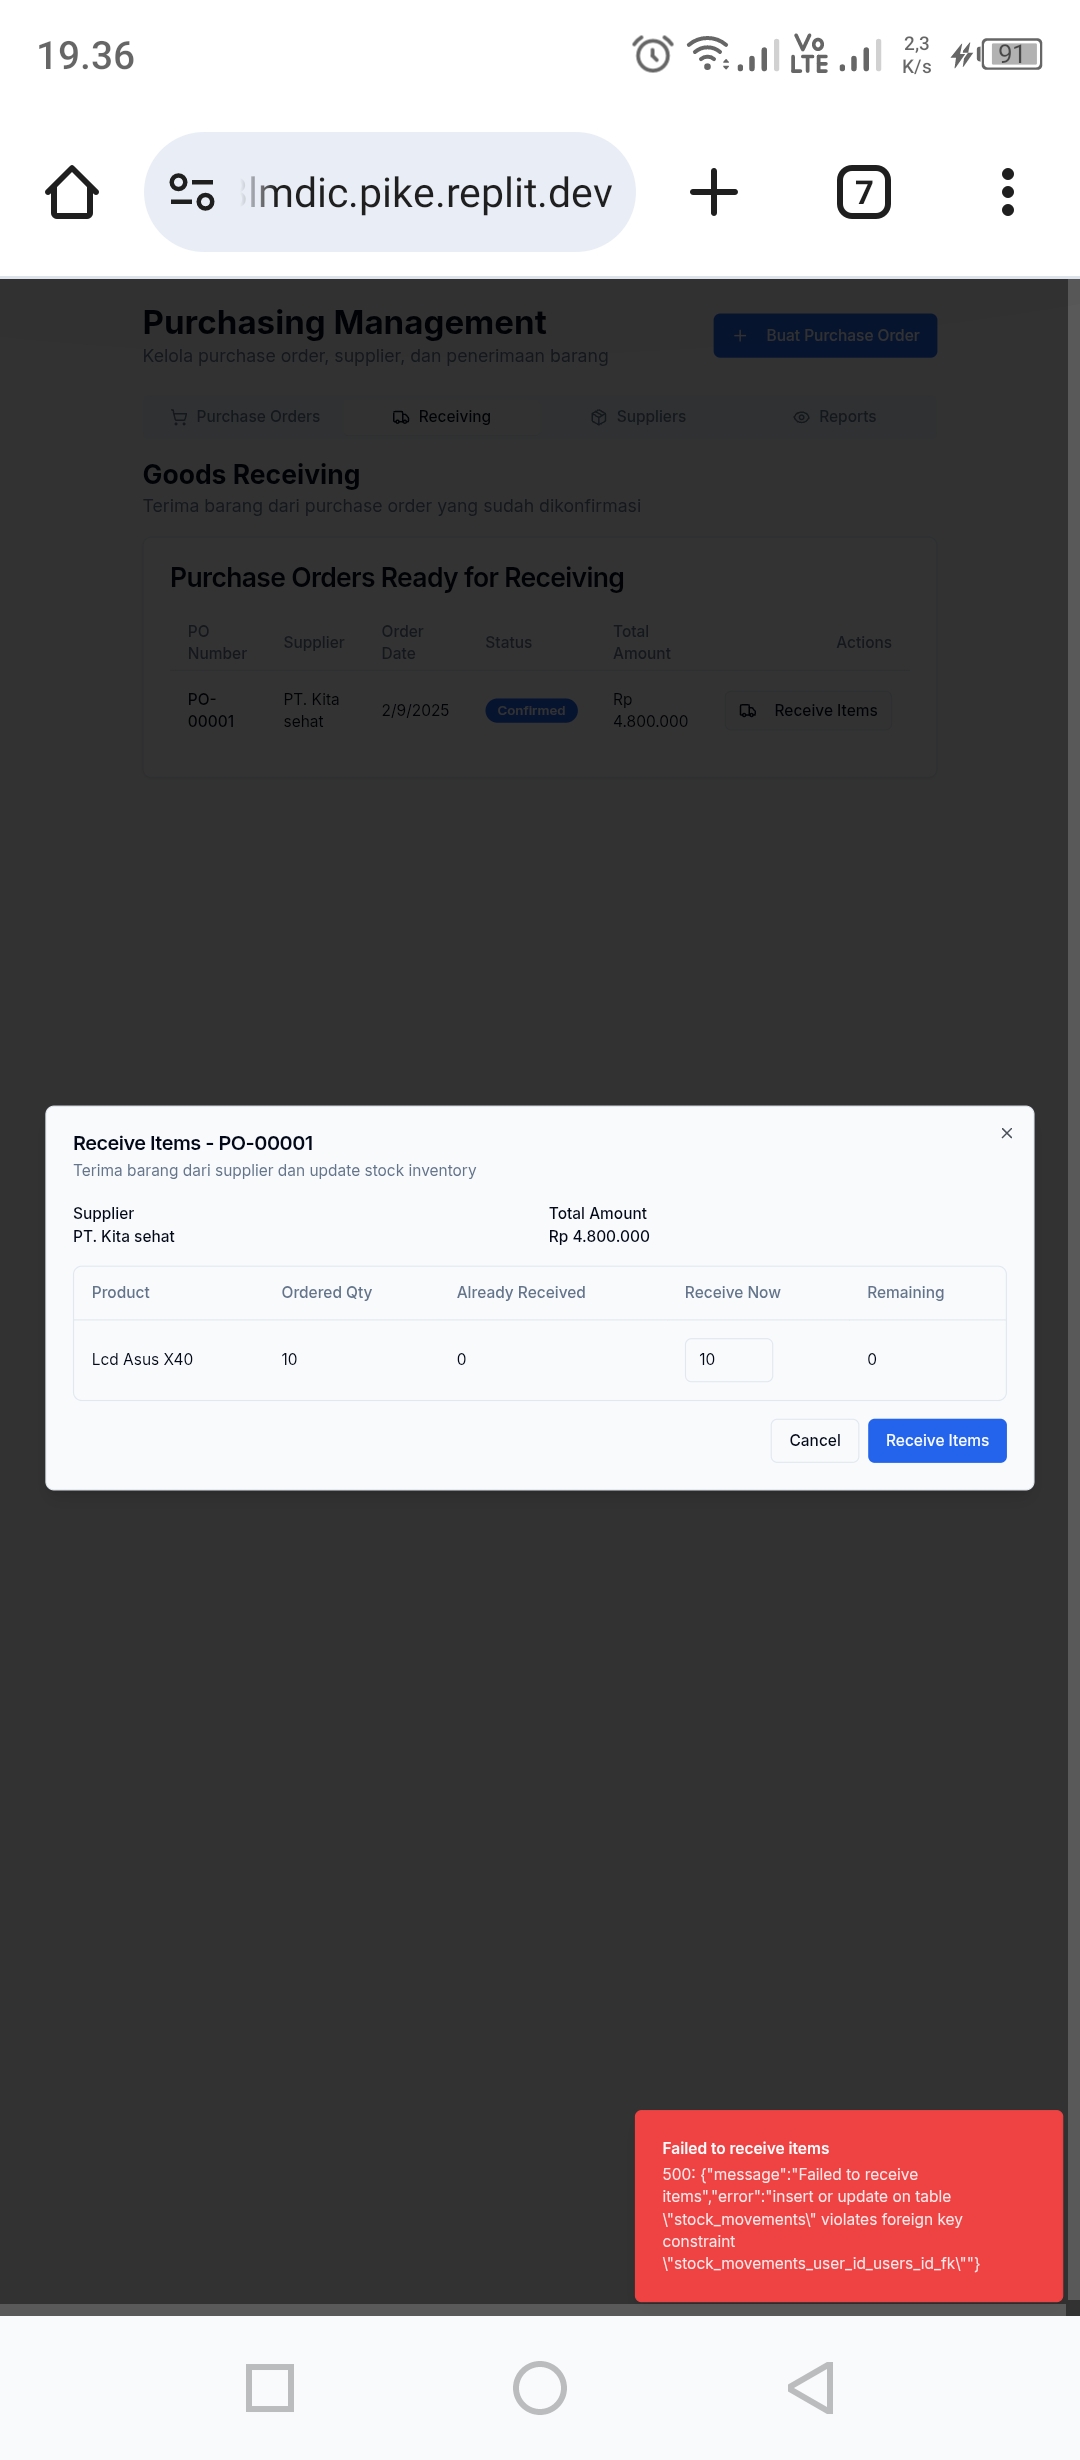 19.36
Vo
LTE
2,3
K/s
91
lmdic.pike.replit.dev
7
Purchasing Management
Kelola purchase order, supplier, dan penerimaan barang
Buat Purchase Order
Purchase Orders
Receiving
Suppliers
Reports
Goods Receiving
Terima barang dari purchase order yang sudah dikonfirmasi
Purchase Orders Ready for Receiving
PO
Number
Supplier
Order
Date
Status
Total
Amount
Actions
PO-
00001
PT. Kita
sehat
2/9/2025
Confirmed
Rp
4.800.000
Receive Items
Receive Items - PO-00001
Terima barang dari supplier dan update stock inventory
Supplier
PT. Kita sehat
Total Amount
Rp 4.800.000
Product
Ordered Qty
Already Received
Receive Now
Remaining
Lcd Asus X40
10
0
10
0
Cancel
Receive Items
Failed to receive items
500: {"message":"Failed to receive
items","error":"insert or update on table
\"stock_movements\" violates foreign key
constraint
\"stock_movements_user_id_users_id_fk\""}